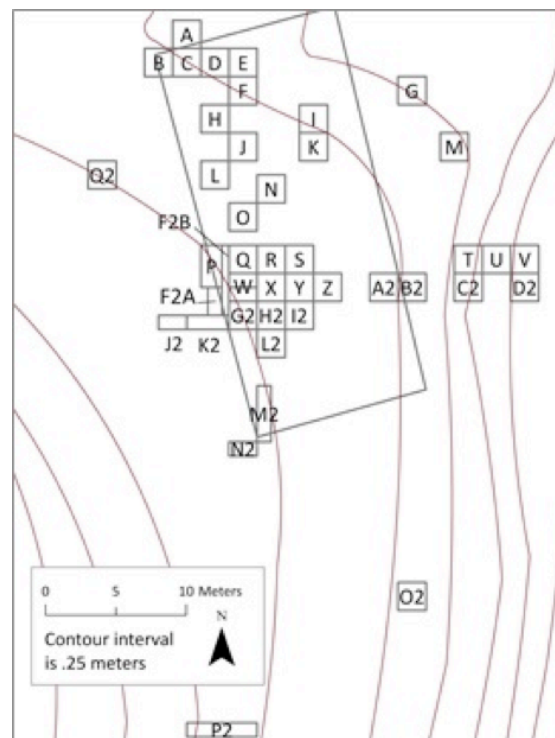 A
B C D E
F
G
H I
J K M
L
Q2
N
O
F2B
P Q R S T U V
W X Y Z A2 B2 C2 D2
F2A
G2 H2 I2
J2 K2 L2
M2
N2
O2
0 5 10 Meters
N
Contour interval
is .25 meters
P2